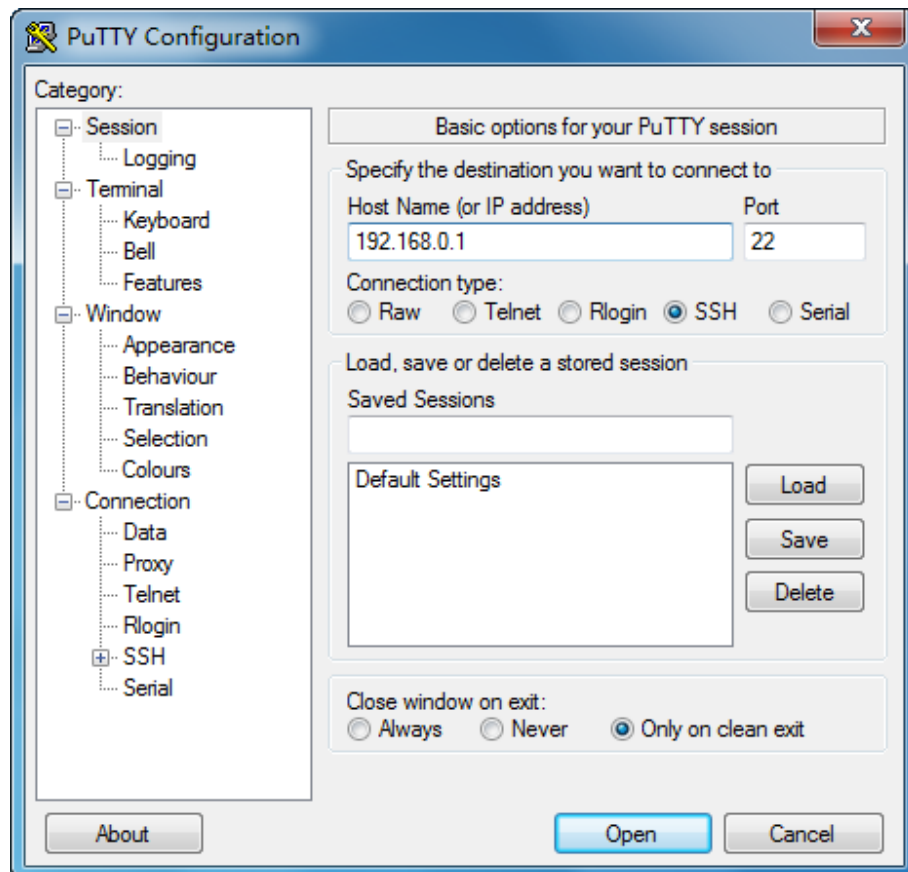 PuTTY Configuration
Category:
Session
Logging
Terminal
Keyboard
Bell
Features
Window
Appearance
Behaviour
Translation
Selection
Colours
Connection
Data
Proxy
Telnet
Rlogin
SSH
Serial
Basic options for your PuTTY session
Specify the destination you want to connect to
Host Name (or IP address) Port
192.168.0.1 22
Connection type:
Raw Telnet Rlogin SSH Serial
Load, save or delete a stored session
Saved Sessions
Default Settings
Load
Save
Delete
Close window on exit:
Always Never Only on clean exit
About Open Cancel